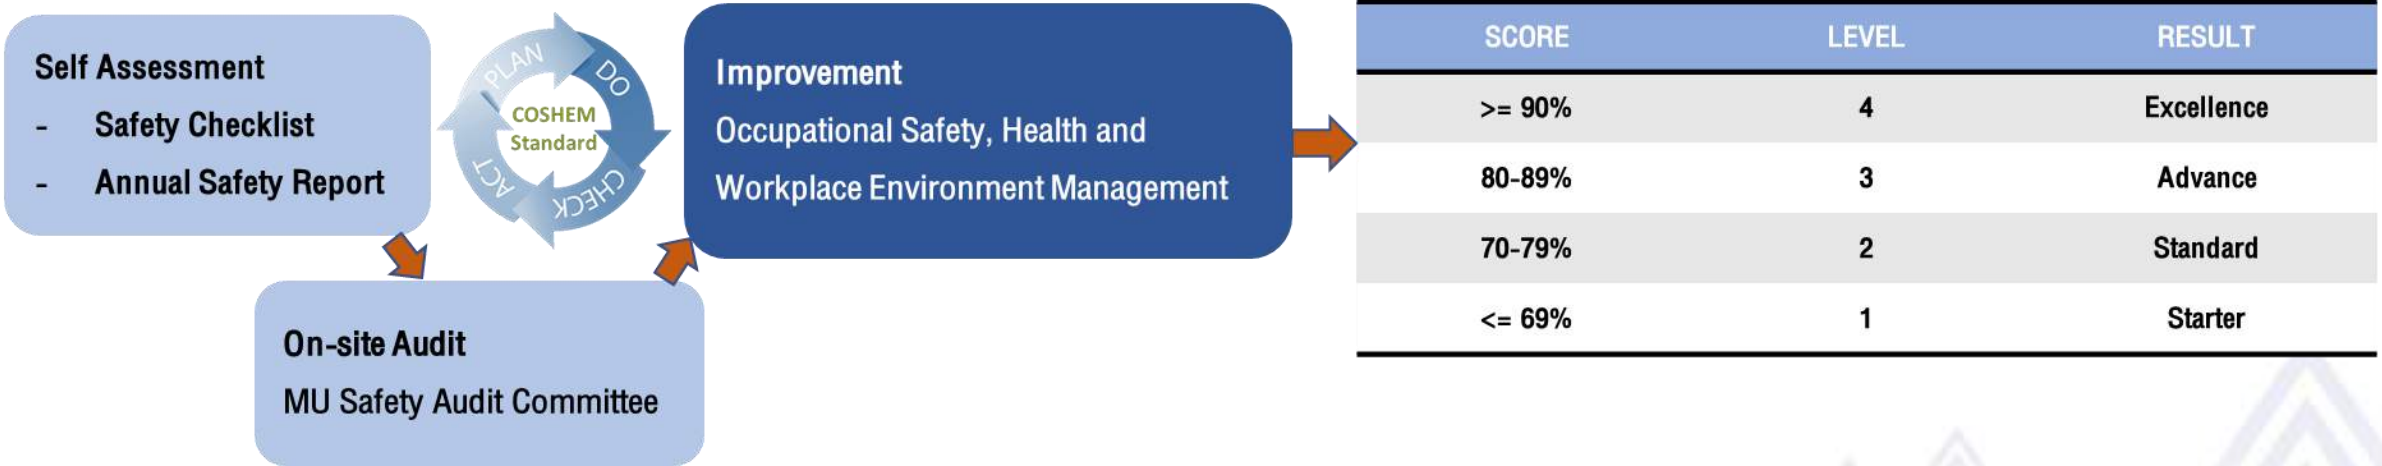 Self Assessment
- Safety Checklist
- Annual Safety Report
PLAN
DO
CHECK
ACT
COSHEM
Standard
On-site Audit
MU Safety Audit Committee
Improvement
Occupational Safety, Health and
Workplace Environment Management
SCORE LEVEL RESULT
>= 90% 4 Excellence
80-89% 3 Advance
70-79% 2 Standard
<= 69% 1 Starter